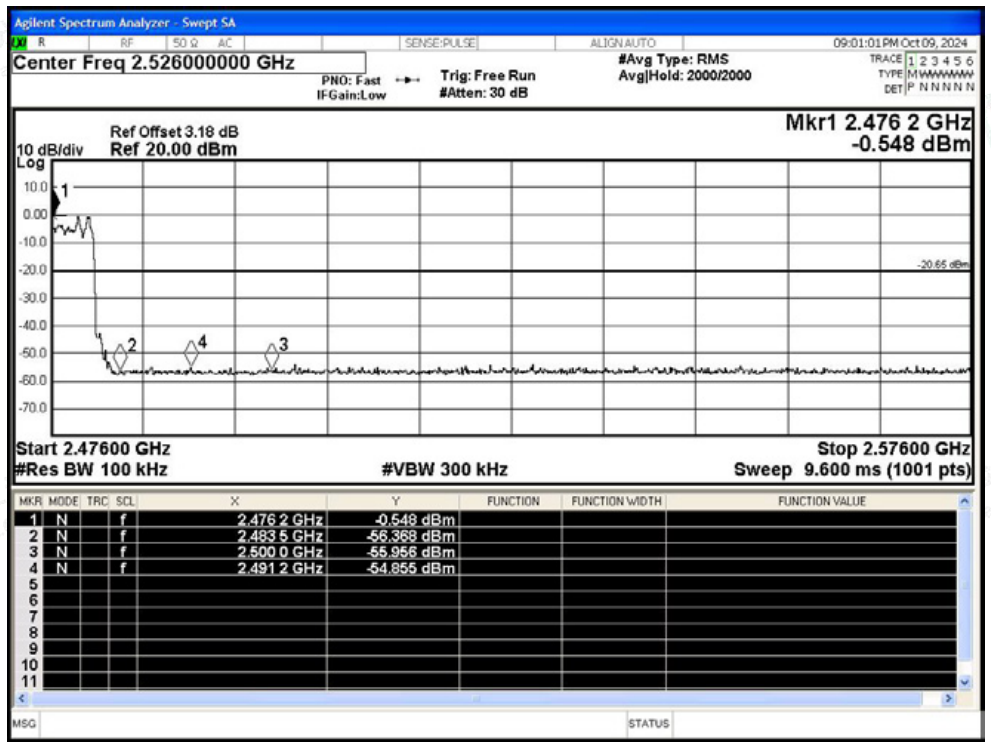 Agilent Spectrum Analyzer - Swept SA
LXI R RF 50 Ω AC SENSE:PULSE ALIGNAUTO 09:01:01PM Oct 09, 2024
Center Freq 2.526000000 GHz #Avg Type: RMS TRACE 1 2 3 4 5 6
PNO: Fast Trig: Free Run Avg|Hold: 2000/2000 TYPE MWWWWW
IFGain:Low #Atten: 30 dB DET P N N N N N
Mkr1 2.476 2 GHz
Ref Offset 3.18 dB
10 dB/div Ref 20.00 dBm -0.548 dBm
Log
10.0
1
0.00
-10.0
-20.0
-20.65 dBm
-30.0
-40.0
2 4 3
-50.0
-60.0
-70.0
Start 2.47600 GHz Stop 2.57600 GHz
#Res BW 100 kHz #VBW 300 kHz Sweep 9.600 ms (1001 pts)
MKR MODE TRC SCL X Y FUNCTION FUNCTION WIDTH FUNCTION VALUE
1 N f 2.476 2 GHz -0.548 dBm
2 N f 2.483 5 GHz -56.368 dBm
3 N f 2.500 0 GHz -55.956 dBm
4 N f 2.491 2 GHz -54.855 dBm
5
6
7
8
9
10
11
MSG STATUS